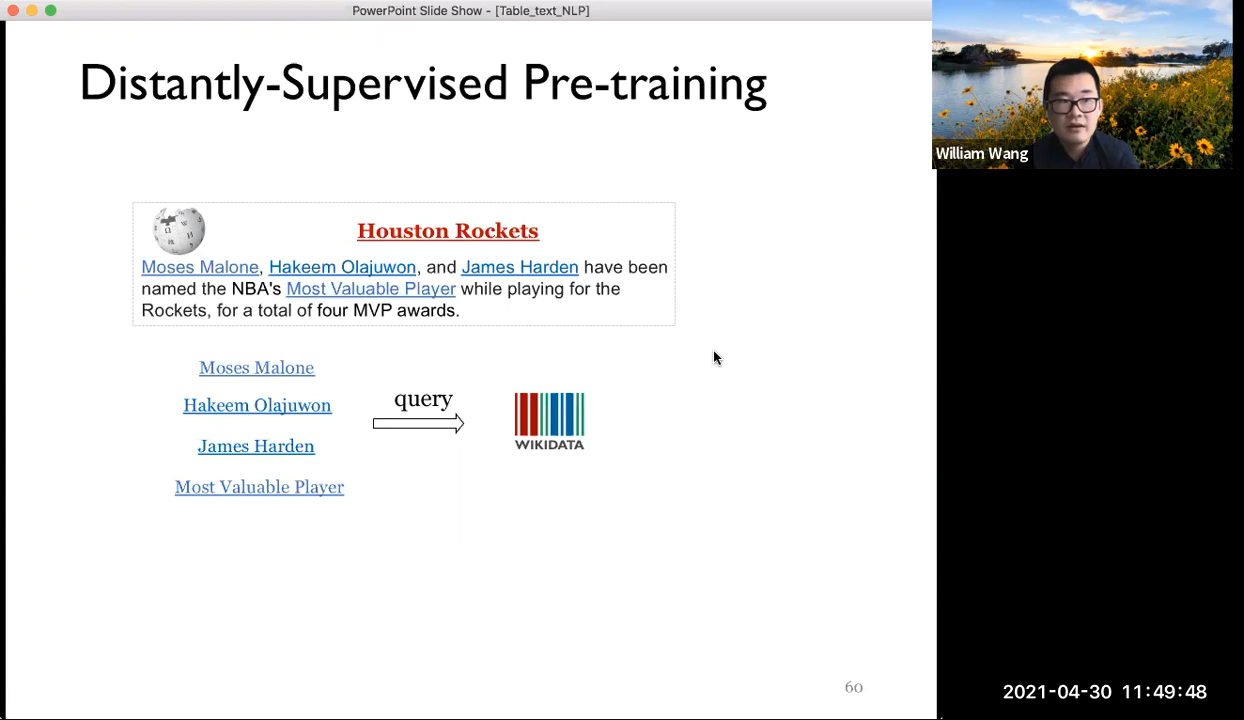 PowerPoint Slide Show - [Table_text_NLP]
Distantly-Supervised Pre-training
William Wang
Houston Rockets
Moses Malone, Hakeem Olajuwon, and James Harden have been
named the NBA's Most Valuable Player while playing for the
Rockets, for a total of four MVP awards.
Moses Malone
Hakeem Olajuwon
James Harden
Most Valuable Player
query
WIKIDATA
60
2021-04-30 11:49:48